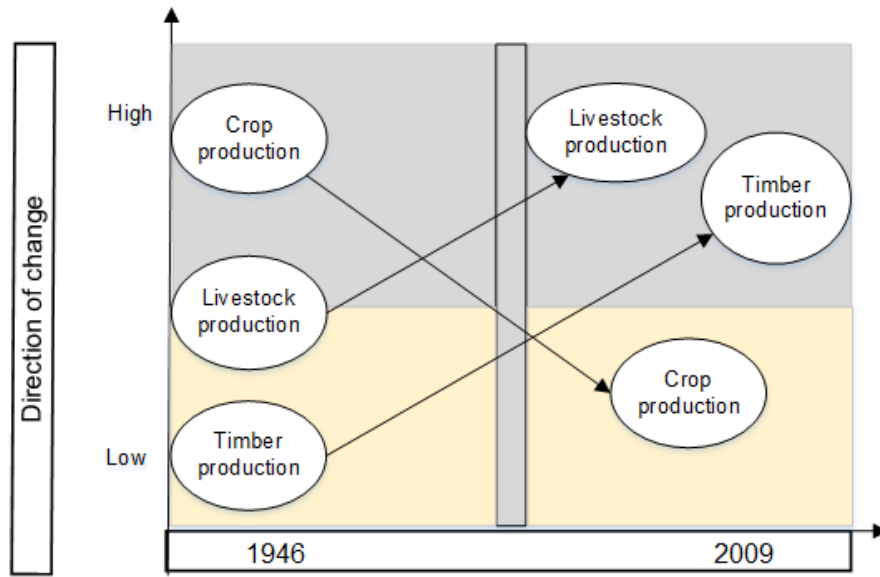 Direction of change
High
Low
Crop
production
Livestock
production
Timber
production
Livestock
production
Timber
production
Crop
production
1946
2009